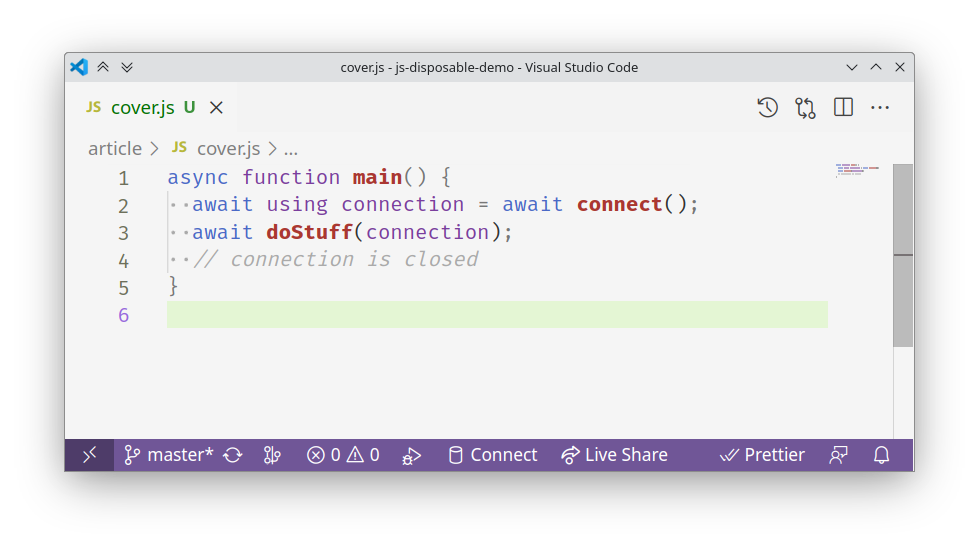 cover.js - js-disposable-demo - Visual Studio Code
JS cover.js U
article > JS cover.js > ...
1 async function main() {
2 ··await using connection = await connect();
3 ··await doStuff(connection);
4 ··// connection is closed
5 }
6
master* 0 0 Connect Live Share Prettier